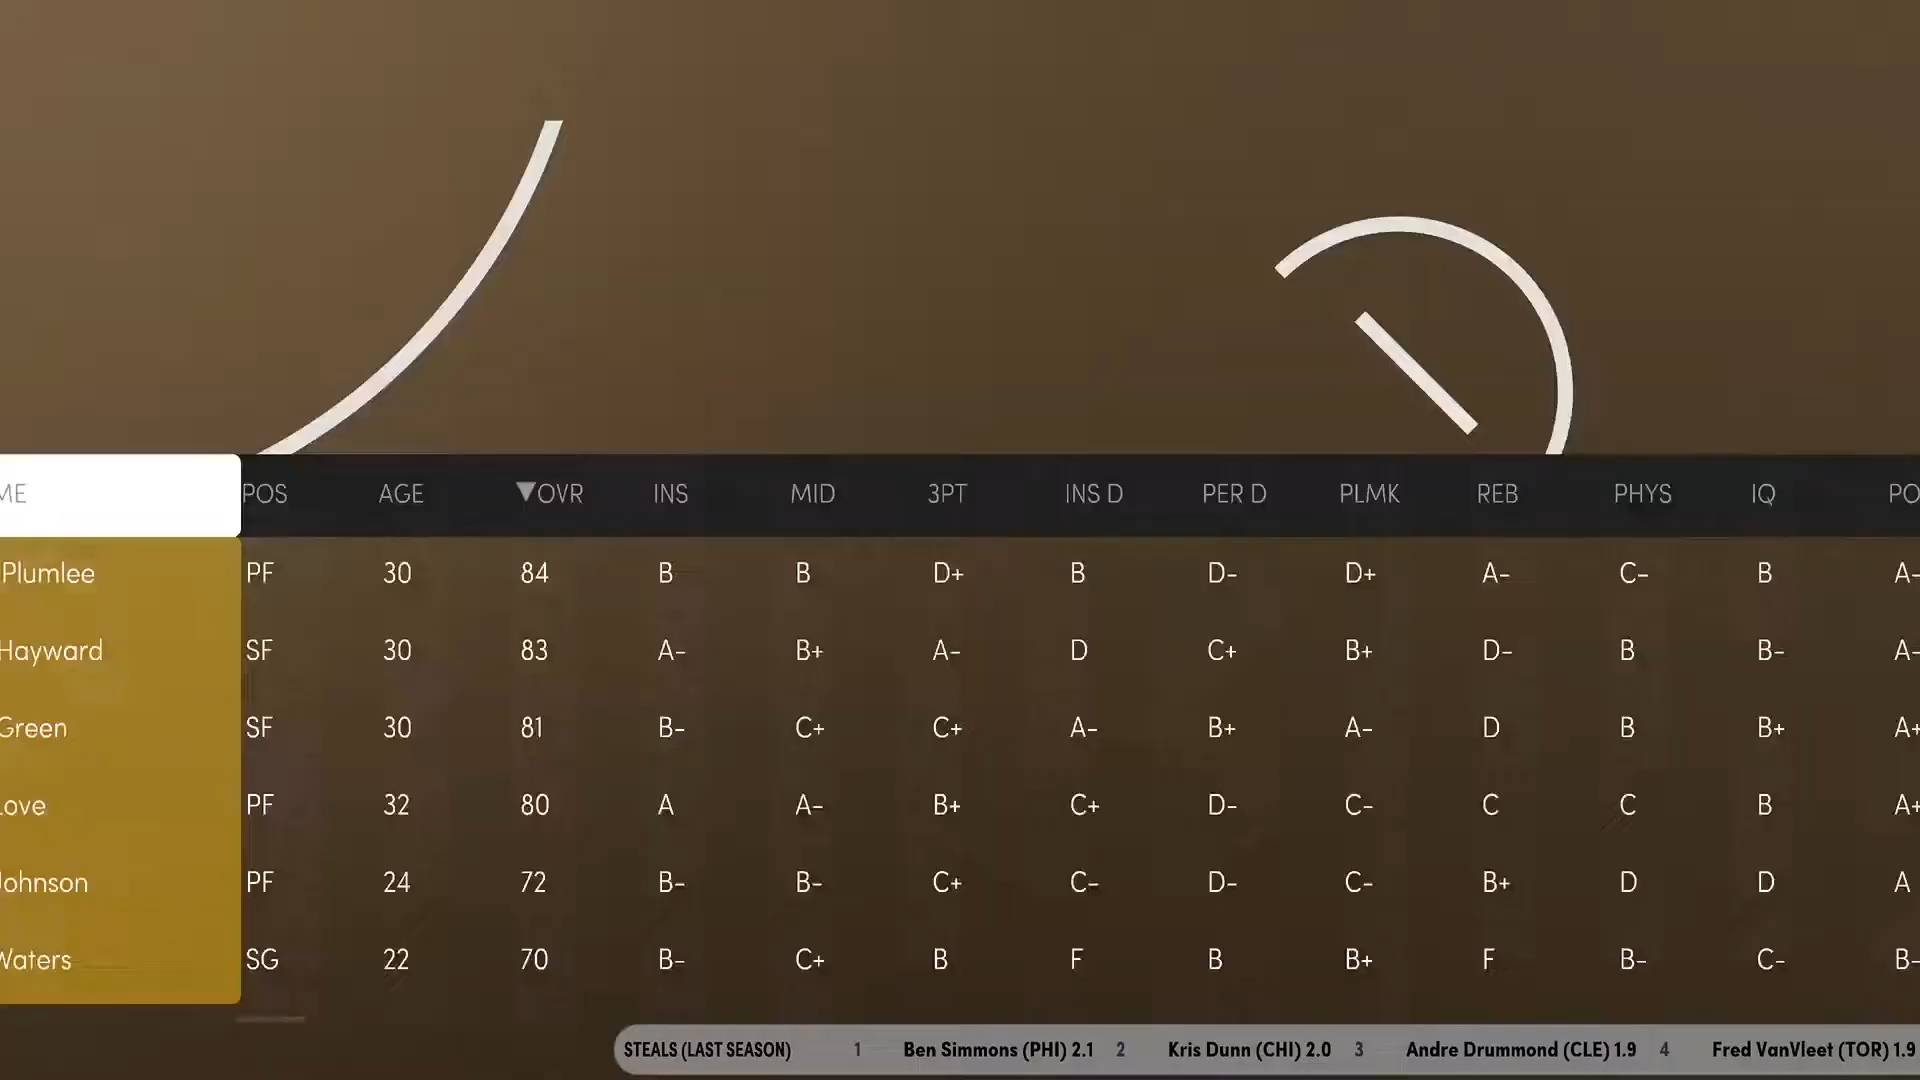 ME POS AGE ▼OVR INS MID 3PT INS D PER D PLMK REB PHYS IQ PO
Plumlee PF 30 84 B B D+ B D- D+ A- C- B A-
Hayward SF 30 83 A- B+ A- D C+ B+ D- B B- A-
Green SF 30 81 B- C+ C+ A- B+ A- D B B+ A+
Love PF 32 80 A A- B+ C+ D- C- C C B A+
Johnson PF 24 72 B- B- C+ C- D- C- B+ D D A
Waters SG 22 70 B- C+ B F B B+ F B- C- B-
STEALS (LAST SEASON) 1 Ben Simmons (PHI) 2.1 2 Kris Dunn (CHI) 2.0 3 Andre Drummond (CLE) 1.9 4 Fred VanVleet (TOR) 1.9